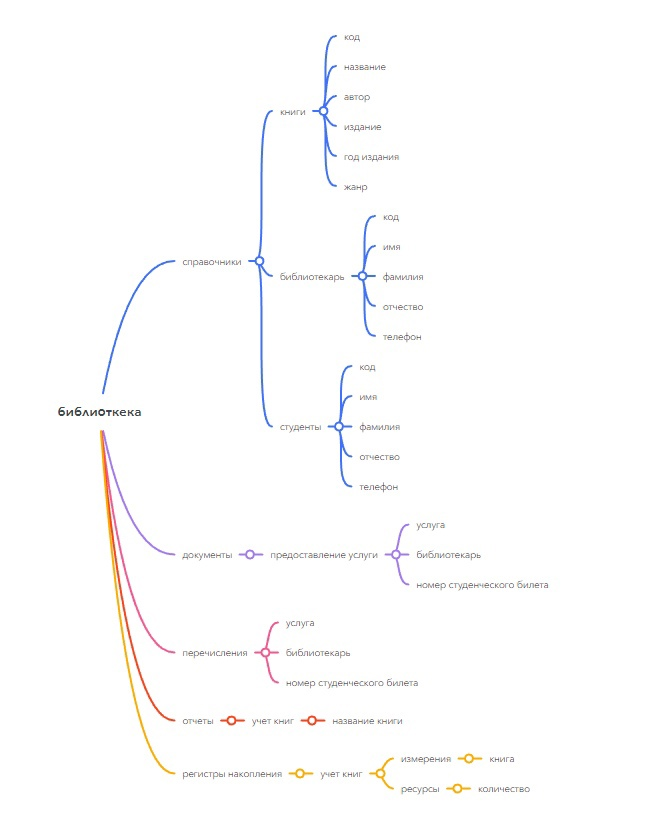 код
название
автор
книги
издание
год издания
жанр
код
имя
справочники
библиотекарь
фамилия
отчество
телефон
код
имя
библиоткека
студенты
фамилия
отчество
телефон
услуга
документы
предоставление услуги
библиотекарь
номер студенческого билета
услуга
перечисления
библиотекарь
номер студенческого билета
отчеты
учет книг
название книги
измерения
книга
регистры накопления
учет книг
ресурсы
количество